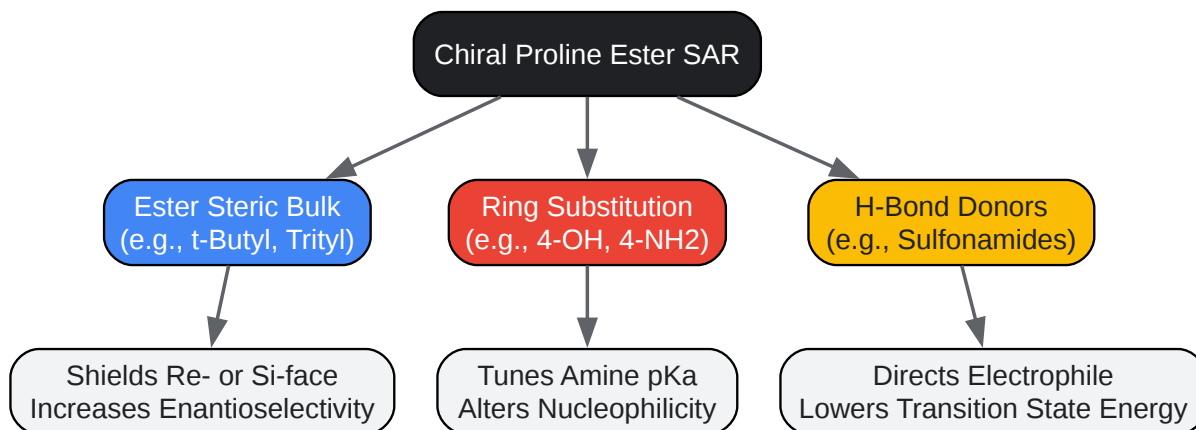 Chiral Proline Ester SAR
Ester Steric Bulk
(e.g., t-Butyl, Trityl)
Ring Substitution
(e.g., 4-OH, 4-NH2)
H-Bond Donors
(e.g., Sulfonamides)
Shields Re- or Si-face
Increases Enantioselectivity
Tunes Amine pKa
Alters Nucleophilicity
Directs Electrophile
Lowers Transition State Energy